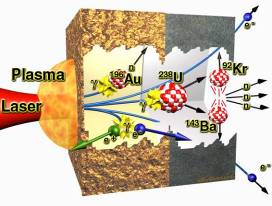 Plasma
Laser
196Au
238U
92Kr
143Ba
γ
γ
γ
e+
e-
e-
e-
n
n
n